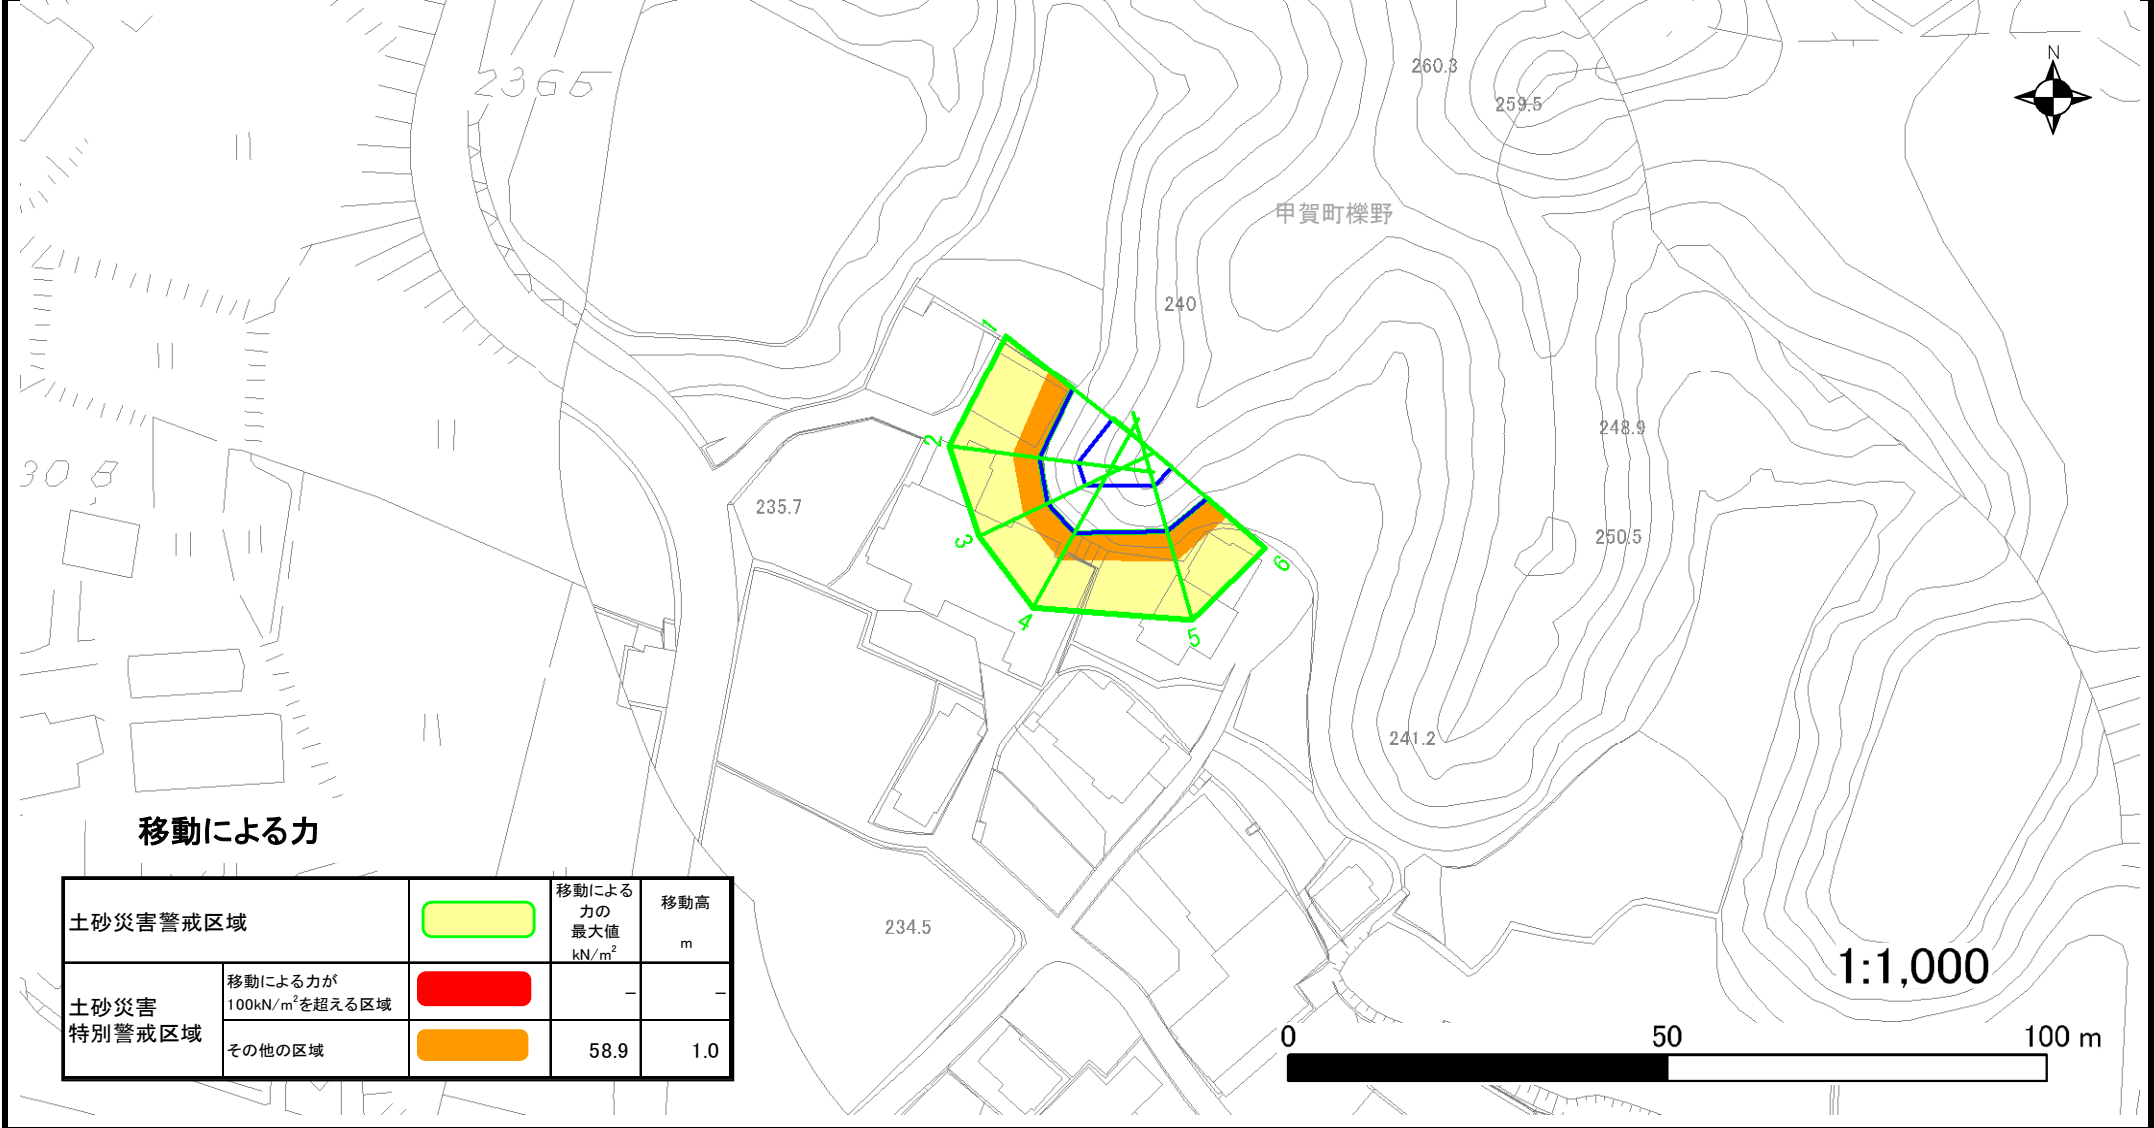 N
2365
260.3
259.5
甲賀町櫟野
240
1
2
3
4
5
6
248.9
250.5
235.7
241.2
234.5
移動による力
土砂災害警戒区域
移動による
力の
最大値
kN/m²
移動高
m
土砂災害
特別警戒区域
移動による力が
100kN/m²を超える区域
–
–
その他の区域
58.9
1.0
1:1,000
0 50 100 m